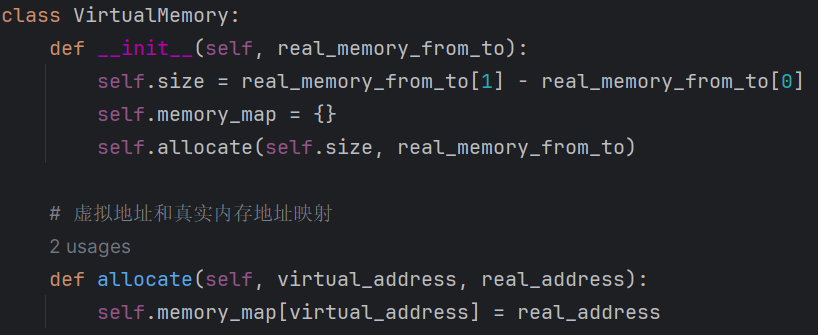 class VirtualMemory:
    def __init__(self, real_memory_from_to):
        self.size = real_memory_from_to[1] - real_memory_from_to[0]
        self.memory_map = {}
        self.allocate(self.size, real_memory_from_to)
    # 虚拟地址和真实内存地址映射
    2 usages
    def allocate(self, virtual_address, real_address):
        self.memory_map[virtual_address] = real_address